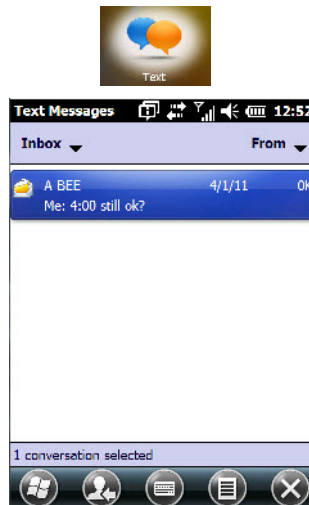 Text
Text Messages 12:52
Inbox From
A BEE 4/1/11 0K
Me: 4:00 still ok?
1 conversation selected